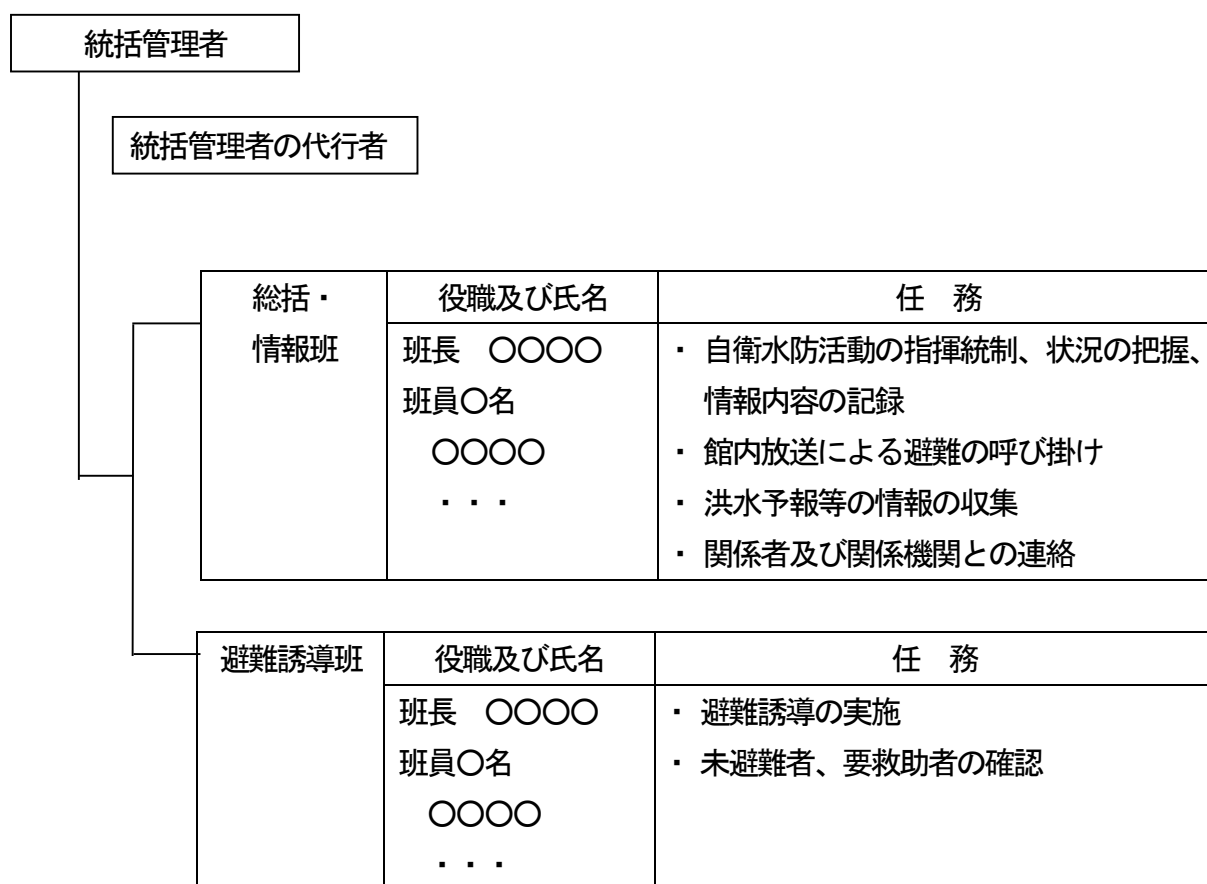 統括管理者
統括管理者の代行者
総括・
情報班
役職及び氏名
任　務
班長　〇〇〇〇
班員〇名
〇〇〇〇
・・・
・ 自衛水防活動の指揮統制、状況の把握、
情報内容の記録
・ 館内放送による避難の呼び掛け
・ 洪水予報等の情報の収集
・ 関係者及び関係機関との連絡
避難誘導班
役職及び氏名
任　務
班長　〇〇〇〇
班員〇名
〇〇〇〇
・・・
・ 避難誘導の実施
・ 未避難者、要救助者の確認